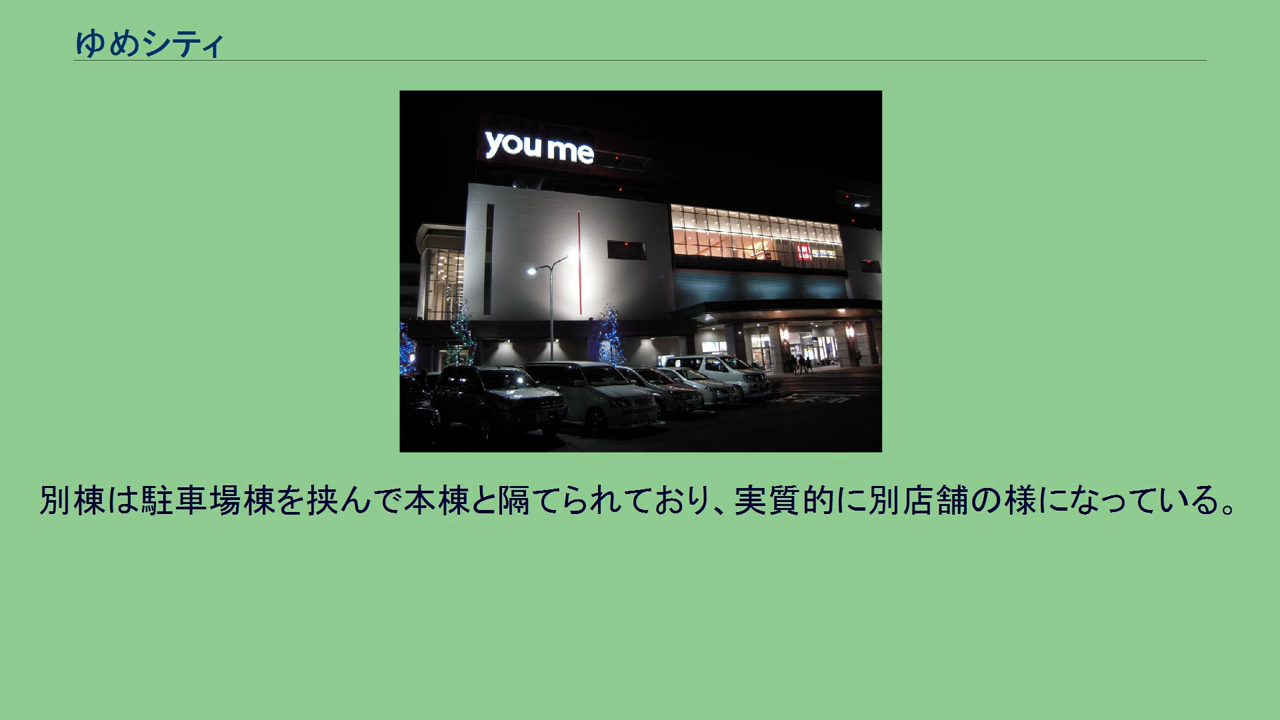 ゆめシティ
you me
別棟は駐車場棟を挟んで本棟と隔てられており、実質的に別店舗の様になっている。